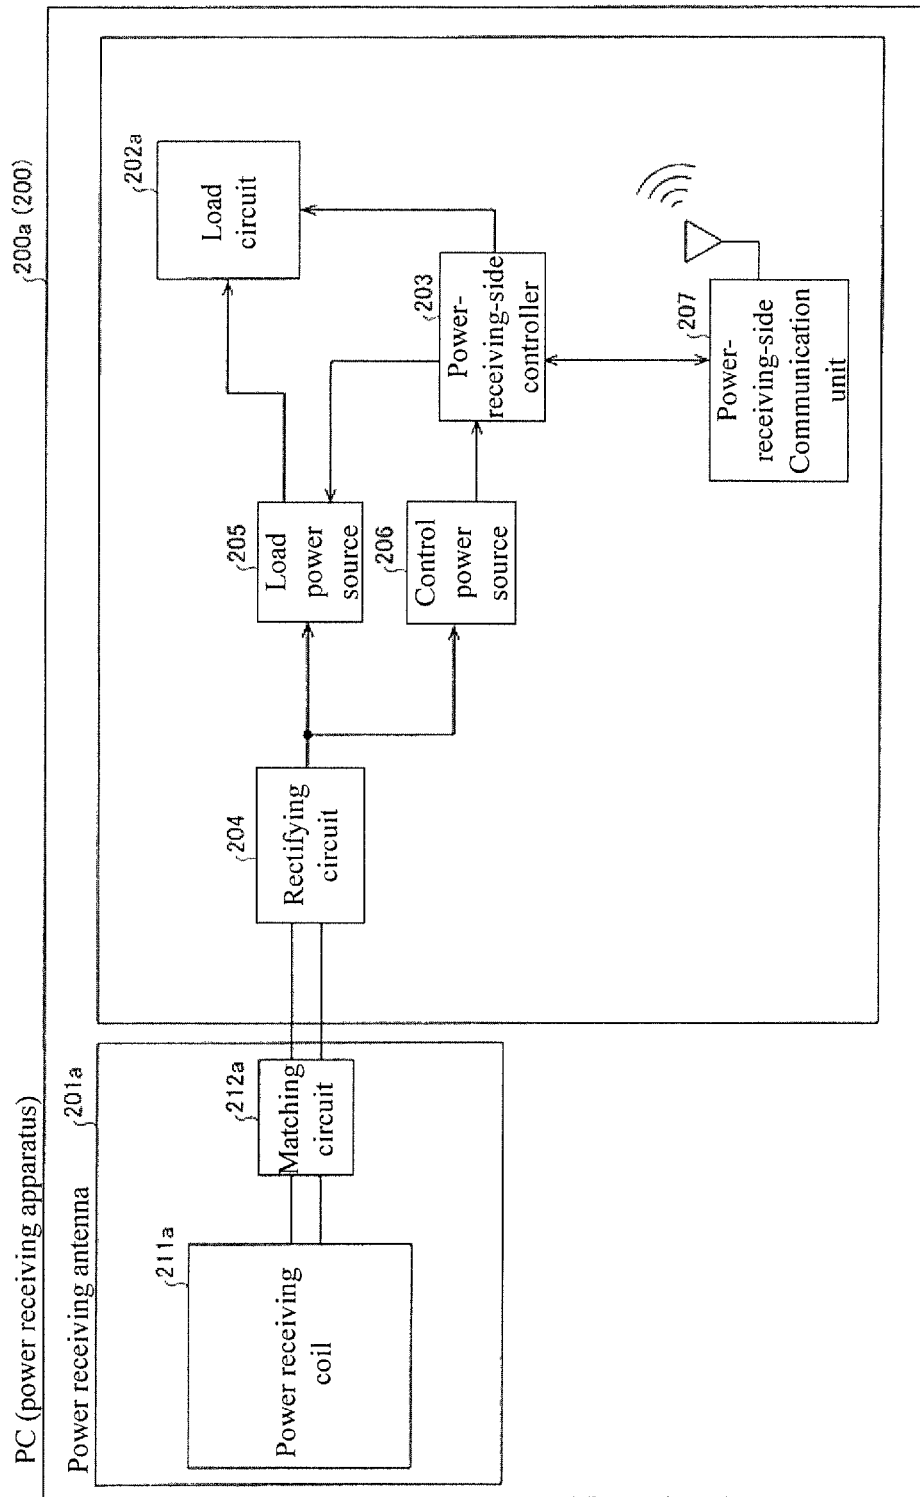 PC (power receiving apparatus)
200a (200)
Power receiving antenna
201a
211a
Power receiving
coil
212a
Matching
circuit
204
Rectifying
circuit
205
Load
power
source
206
Control
power
source
202a
Load
circuit
203
Power-
receiving-side
controller
207
Power-
receiving-side
Communication
unit